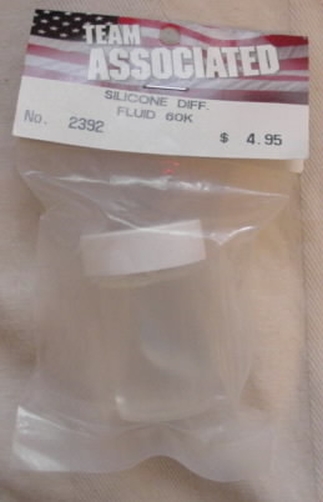 TEAM
ASSOCIATED
SILICONE DIFF.
FLUID 60K
No. 2392
$ 4.95